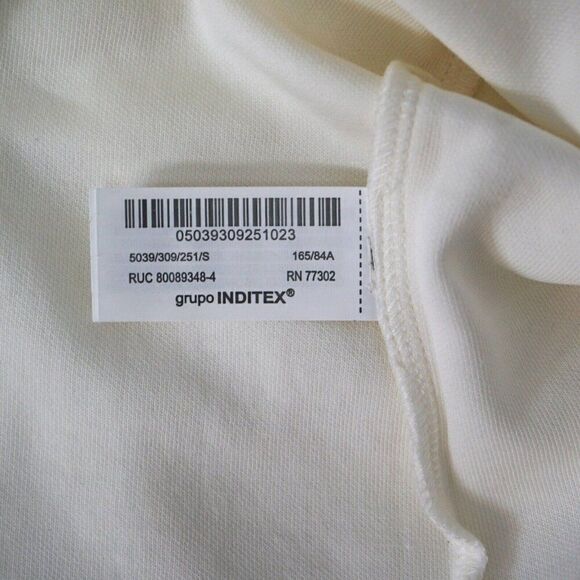 05039309251023
5039/309/251/S 165/84A
RUC 80089348-4 RN 77302
grupo INDITEX®